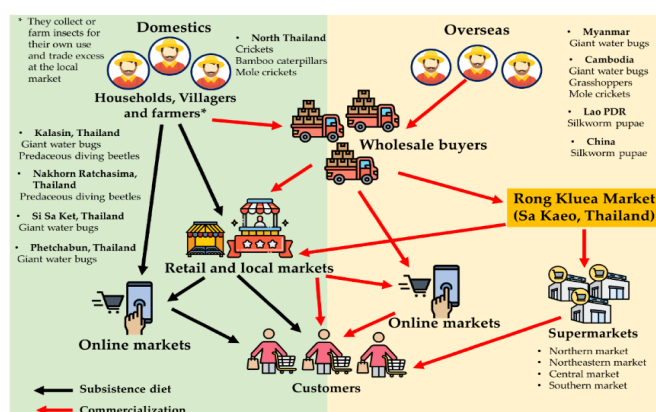 * They collect or
farm insects for
their own use
and trade excess
at the local
market
Domestics
• North Thailand
Crickets
Bamboo caterpillars
Mole crickets
Households, Villagers
and farmers*
• Kalasin, Thailand
Giant water bugs
Predaceous diving beetles
• Nakhorn Ratchasima,
Thailand
Predaceous diving beetles
• Si Sa Ket, Thailand
Giant water bugs
• Phetchabun, Thailand
Giant water bugs
Overseas
• Myanmar
Giant water bugs
• Cambodia
Giant water bugs
Grasshoppers
Mole crickets
• Lao PDR
Silkworm pupae
• China
Silkworm pupae
Wholesale buyers
Rong Kluea Market
(Sa Kaeo, Thailand)
Retail and local markets
Online markets
Online markets
Supermarkets
• Northern market
• Northeastern market
• Central market
• Southern market
Customers
Subsistence diet
Commercialization